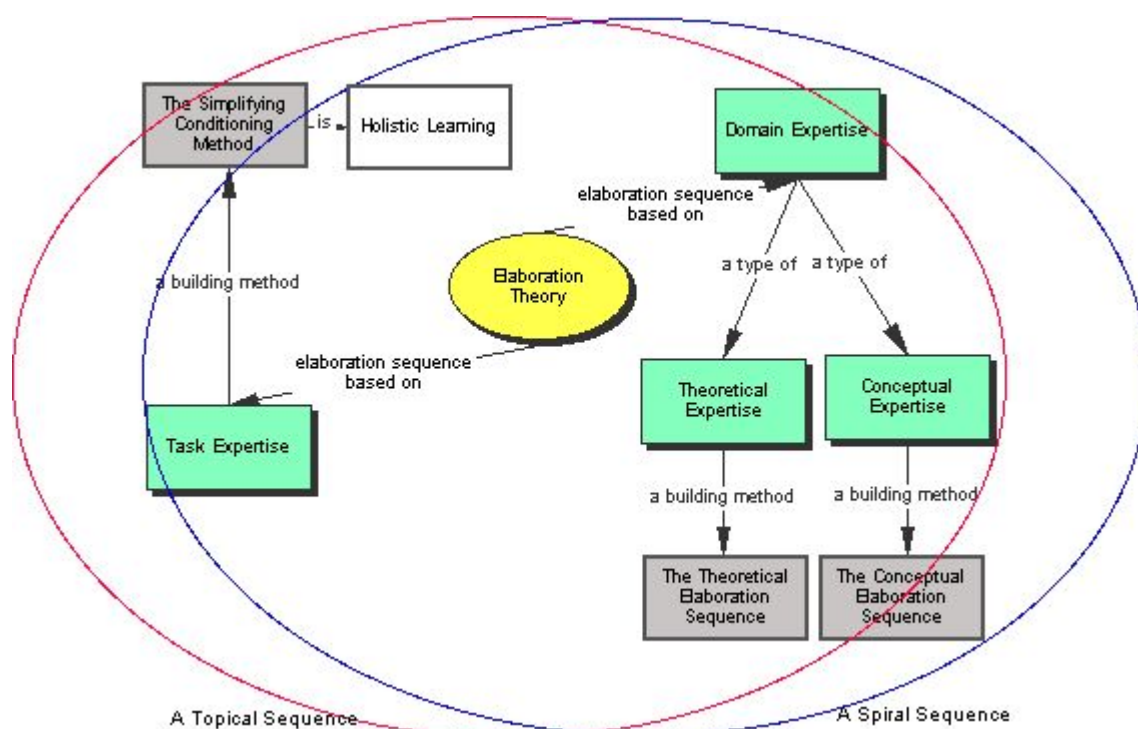 The Simplifying
Conditioning
Method
is
Holistic Learning
Domain Expertise
elaboration sequence
based on
Elaboration
Theory
a type of
a type of
a building method
elaboration sequence
based on
Task Expertise
Theoretical
Expertise
Conceptual
Expertise
a building method
a building method
The Theoretical
Elaboration
Sequence
The Conceptual
Elaboration
Sequence
A Topical Sequence
A Spiral Sequence